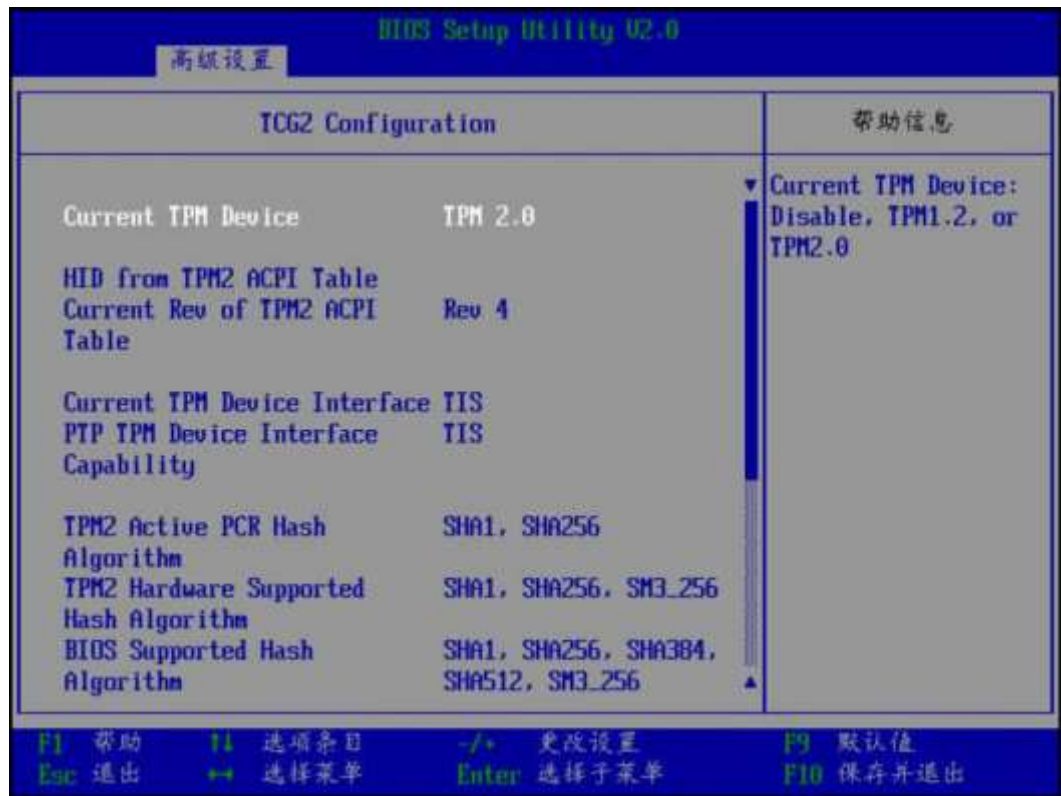 BIOS Setup Utility V2.0
高级设置
TCG2 Configuration
帮助信息
Current TPM Device TPM 2.0
HID from TPM2 ACPI Table
Current Rev of TPM2 ACPI Rev 4
Table
Current TPM Device Interface TIS
PTP TPM Device Interface TIS
Capability
TPM2 Active PCR Hash SHA1, SHA256
Algorithm
TPM2 Hardware Supported SHA1, SHA256, SM3_256
Hash Algorithm
BIOS Supported Hash SHA1, SHA256, SHA384,
Algorithm SHA512, SM3_256
Current TPM Device:
Disable, TPM1.2, or
TPM2.0
F1 帮助 ↑↓ 选项条目 -/+ 更改设置 F9 默认值
Esc 退出 ←→ 选择菜单 Enter 选择子菜单 F10 保存并退出